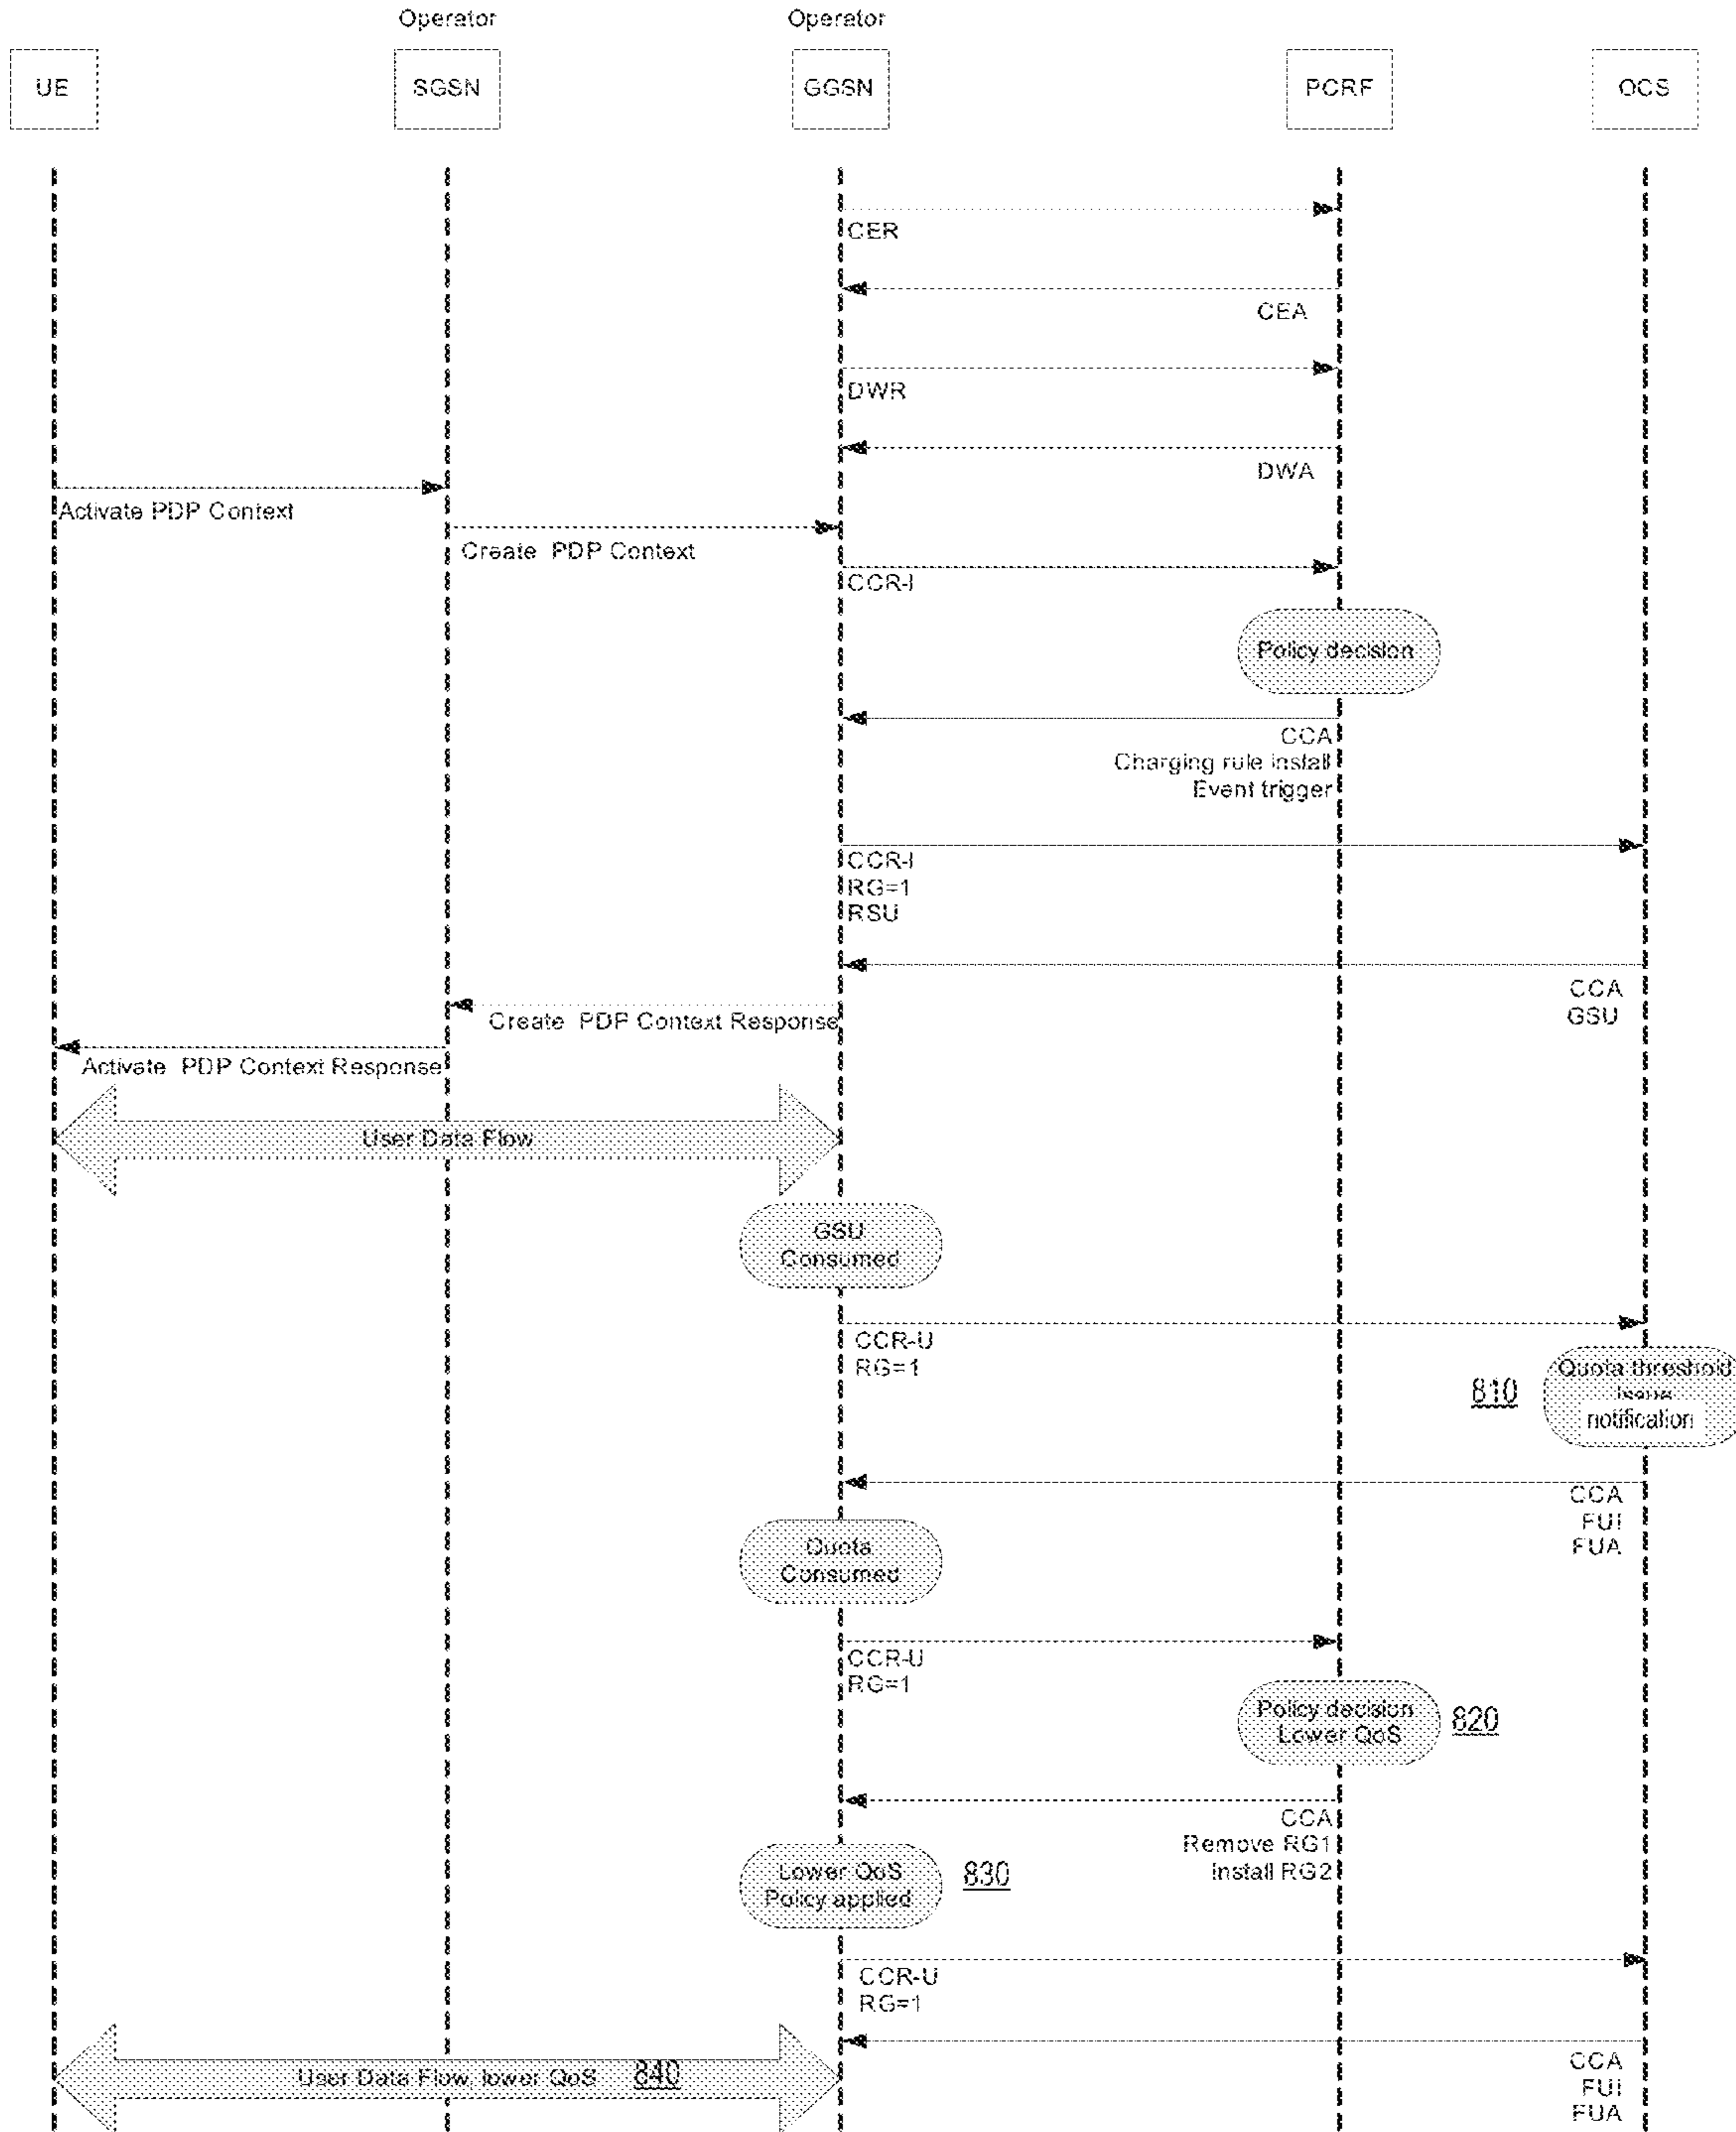 Operator
Operator
UE
SGSN
GGSN
PCRF
OCS
CER
CEA
DWR
DWA
Activate PDP Context
Create PDP Context
CCR-I
Policy decision
CCA
Charging rule install
Event trigger
CCR-I
RG=1
RSU
CCA
GSU
Create PDP Context Response
Activate PDP Context Response
User Data Flow
GSU
Consumed
CCR-U
RG=1
810
Quota threshold
notification
CCA
FUI
FUA
Quota
Consumed
CCR-U
RG=1
Policy decision
Lower QoS
820
CCA
Remove RG1
Install RG2
Lower QoS
Policy applied
830
CCR-U
RG=1
CCA
FUI
FUA
User Data Flow, lower QoS 840